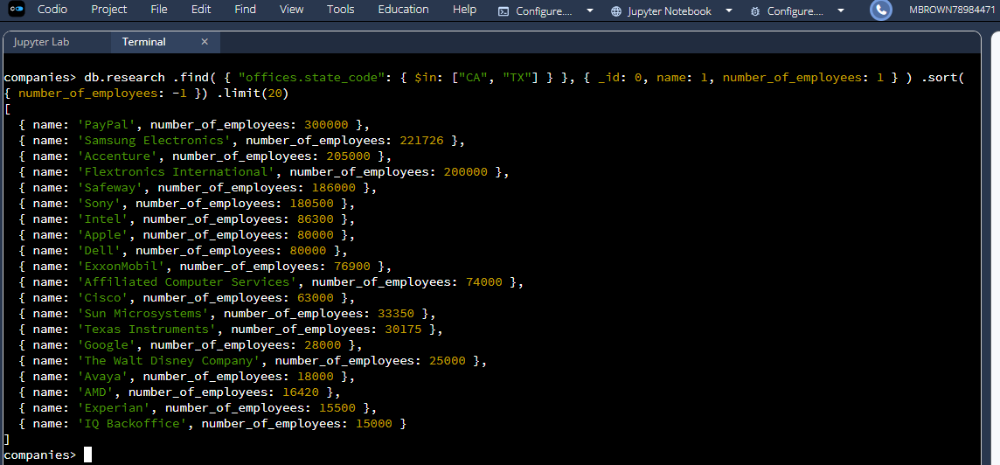 Codio Project File Edit Find View Tools Education Help Configure.... Jupyter Notebook Configure.... MBROWN78984471
Jupyter Lab Terminal ×
companies> db.research .find( { "offices.state_code": { $in: ["CA", "TX"] } }, { _id: 0, name: 1, number_of_employees: 1 } ) .sort(
{ number_of_employees: -1 }) .limit(20)
[
  { name: 'PayPal', number_of_employees: 300000 },
  { name: 'Samsung Electronics', number_of_employees: 221726 },
  { name: 'Accenture', number_of_employees: 205000 },
  { name: 'Flextronics International', number_of_employees: 200000 },
  { name: 'Safeway', number_of_employees: 186000 },
  { name: 'Sony', number_of_employees: 180500 },
  { name: 'Intel', number_of_employees: 86300 },
  { name: 'Apple', number_of_employees: 80000 },
  { name: 'Dell', number_of_employees: 80000 },
  { name: 'ExxonMobil', number_of_employees: 76900 },
  { name: 'Affiliated Computer Services', number_of_employees: 74000 },
  { name: 'Cisco', number_of_employees: 63000 },
  { name: 'Sun Microsystems', number_of_employees: 33350 },
  { name: 'Texas Instruments', number_of_employees: 30175 },
  { name: 'Google', number_of_employees: 28000 },
  { name: 'The Walt Disney Company', number_of_employees: 25000 },
  { name: 'Avaya', number_of_employees: 18000 },
  { name: 'AMD', number_of_employees: 16420 },
  { name: 'Experian', number_of_employees: 15500 },
  { name: 'IQ Backoffice', number_of_employees: 15000 }
]
companies>